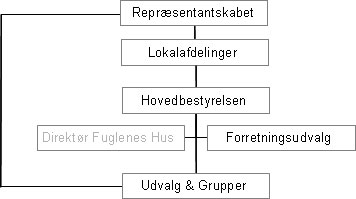 Repræsentantskabet
Lokalafdelinger
Hovedbestyrelsen
Direktør Fuglenes Hus
Forretningsudvalg
Udvalg & Grupper